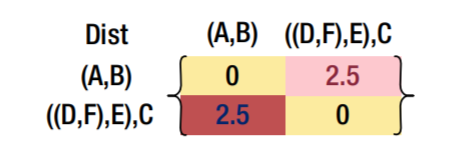 Dist (A,B) ((D,F),E),C
(A,B) 0 2.5
((D,F),E),C 2.5 0